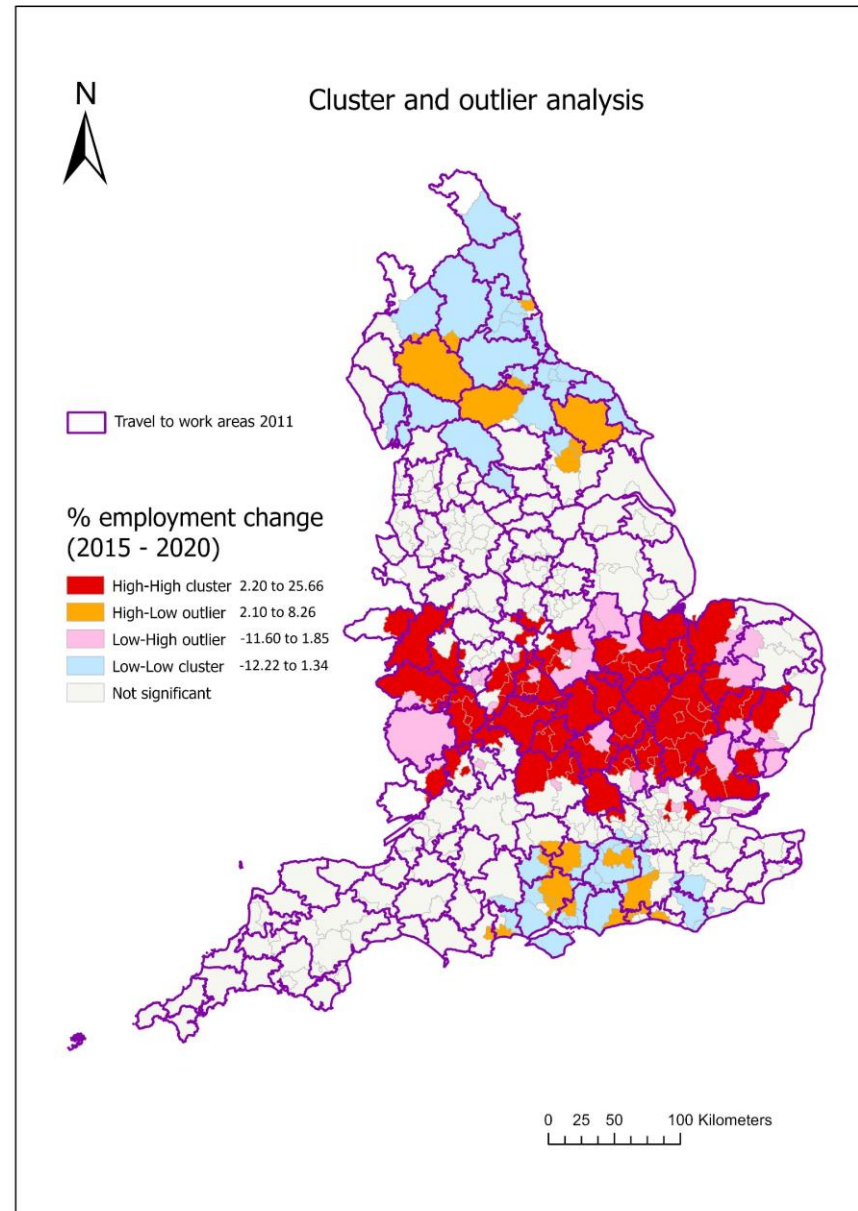 N
Cluster and outlier analysis
Travel to work areas 2011
% employment change
(2015 - 2020)
High-High cluster 2.20 to 25.66
High-Low outlier 2.10 to 8.26
Low-High outlier -11.60 to 1.85
Low-Low cluster -12.22 to 1.34
Not significant
0 25 50 100 Kilometers